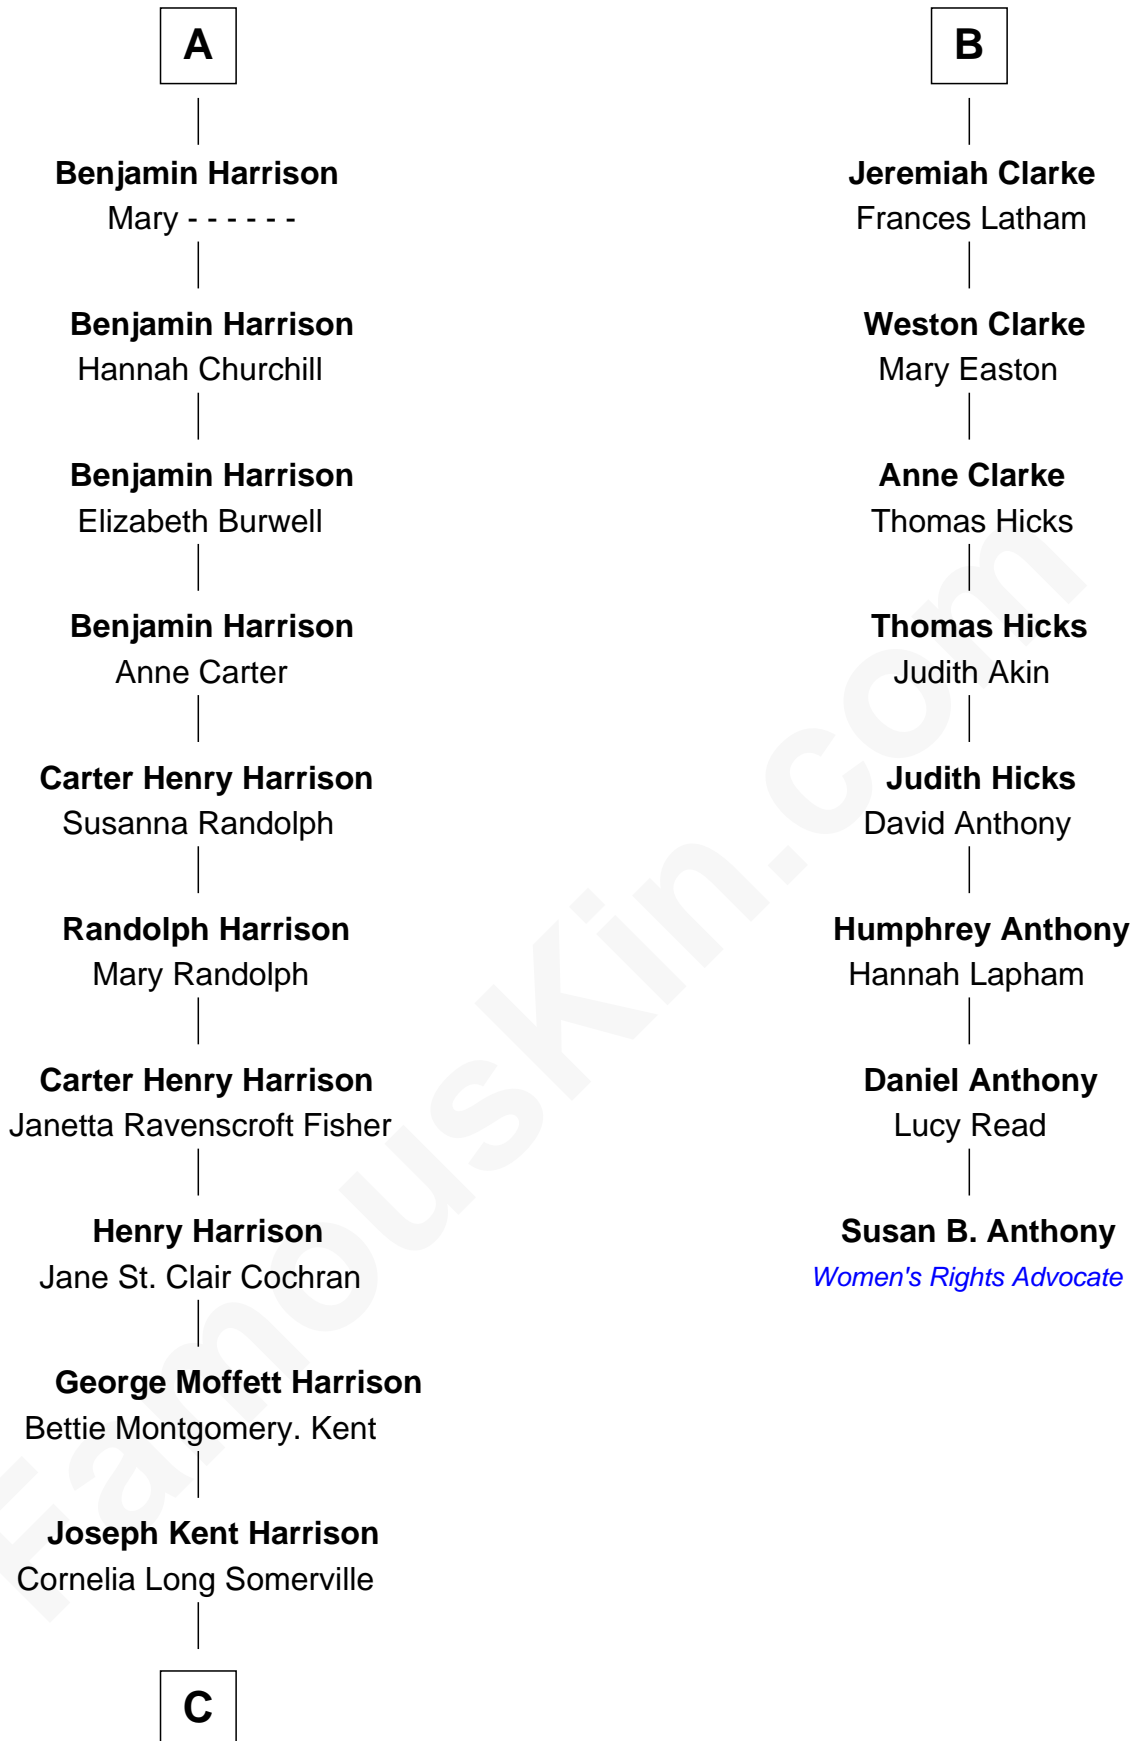 A
Benjamin Harrison
Mary - - - - - -
Benjamin Harrison
Hannah Churchill
Benjamin Harrison
Elizabeth Burwell
Benjamin Harrison
Anne Carter
Carter Henry Harrison
Susanna Randolph
Randolph Harrison
Mary Randolph
Carter Henry Harrison
Janetta Ravenscroft Fisher
Henry Harrison
Jane St. Clair Cochran
George Moffett Harrison
Bettie Montgomery. Kent
Joseph Kent Harrison
Cornelia Long Somerville
C
B
Jeremiah Clarke
Frances Latham
Weston Clarke
Mary Easton
Anne Clarke
Thomas Hicks
Thomas Hicks
Judith Akin
Judith Hicks
David Anthony
Humphrey Anthony
Hannah Lapham
Daniel Anthony
Lucy Read
Susan B. Anthony
Women's Rights Advocate
FamousKin.com